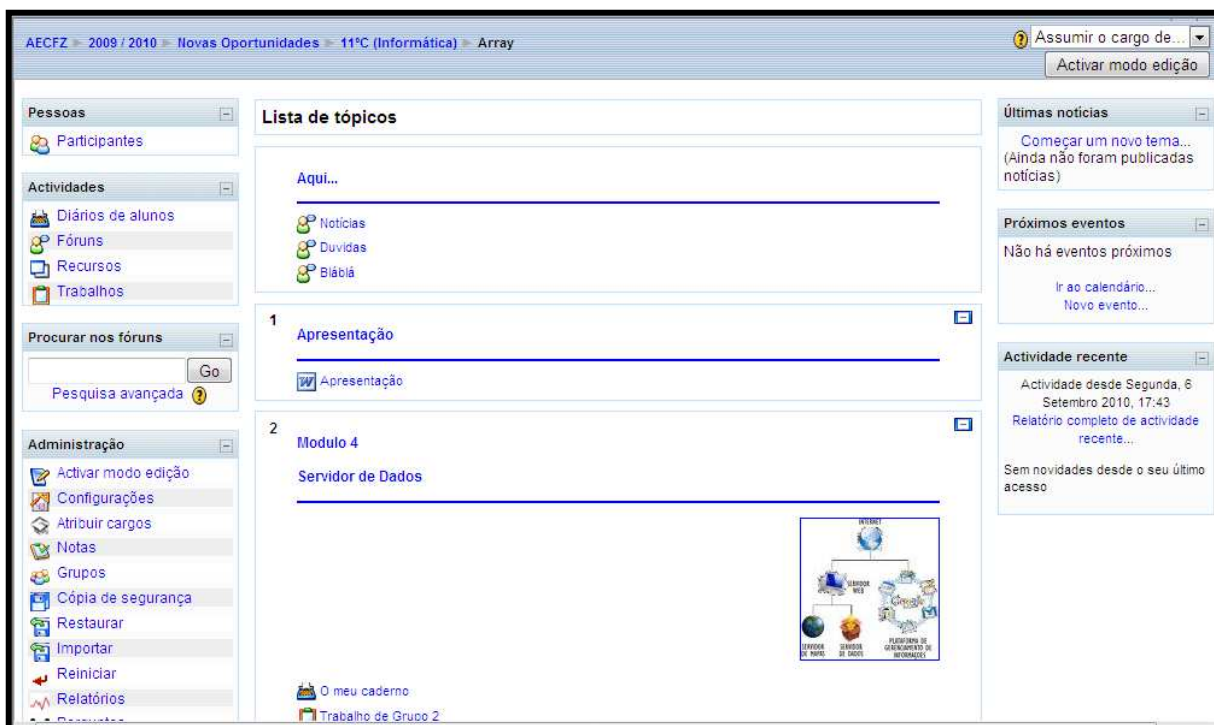 AECFZ ► 2009 / 2010 ► Novas Oportunidades ► 11ºC (Informática) ► Array
Assumir o cargo de...
Activar modo edição
Pessoas
Participantes
Actividades
Diários de alunos
Fóruns
Recursos
Trabalhos
Procurar nos fóruns
Go
Pesquisa avançada
Administração
Activar modo edição
Configurações
Atribuir cargos
Notas
Grupos
Cópia de segurança
Restaurar
Importar
Reiniciar
Relatórios
Lista de tópicos
Aqui...
Notícias
Duvidas
Bláblá
1
Apresentação
Apresentação
2
Modulo 4
Servidor de Dados
INTERNET
SERVIDOR
WEB
Google
SERVIDOR
DE MAPAS
SERVIDOR
DE DADOS
PLATAFORMA DE
GERENCIAMENTO DE
INFORMAÇÕES
O meu caderno
Trabalho de Grupo 2
Últimas notícias
Começar um novo tema...
(Ainda não foram publicadas
notícias)
Próximos eventos
Não há eventos próximos
Ir ao calendário...
Novo evento...
Actividade recente
Actividade desde Segunda, 6
Setembro 2010, 17:43
Relatório completo de actividade
recente...
Sem novidades desde o seu último
acesso